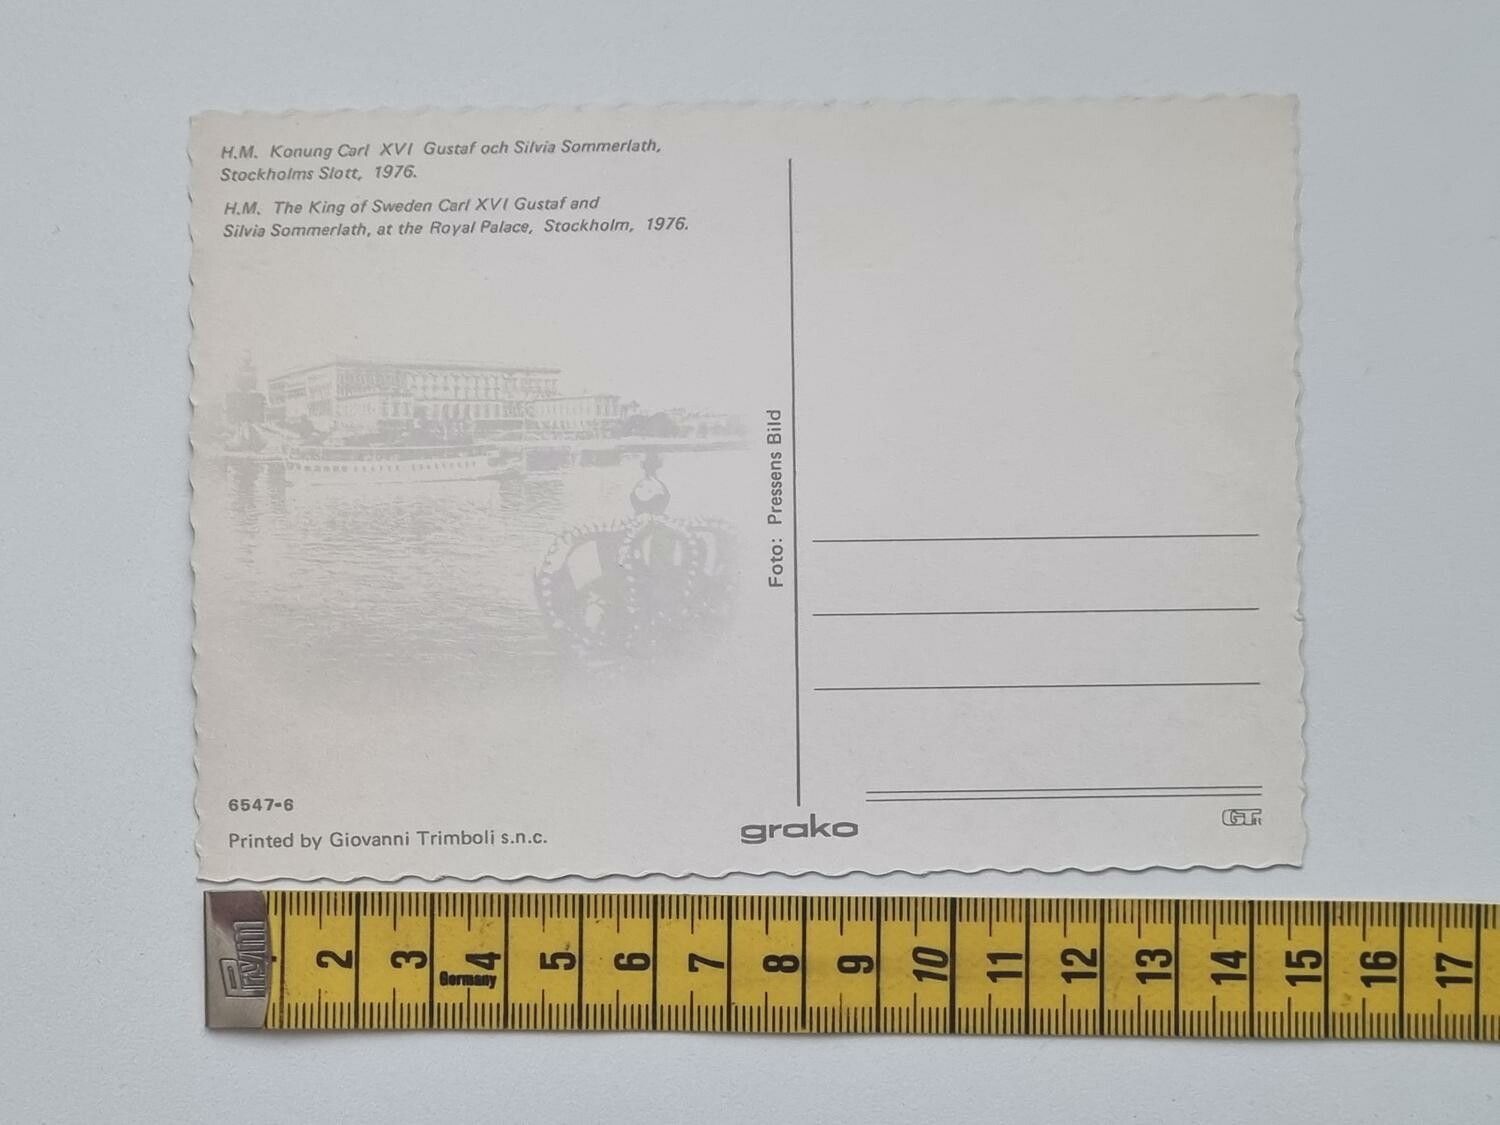 H.M. Konung Carl XVI Gustaf och Silvia Sommerlath,
Stockholms Slott, 1976.
H.M. The King of Sweden Carl XVI Gustaf and
Silvia Sommerlath, at the Royal Palace, Stockholm, 1976.
Foto: Pressens Bild
6547-6
Printed by Giovanni Trimboli s.n.c.
grako
GT
Prym
2 3 4 5 6 7 8 9 10 11 12 13 14 15 16 17
Germany